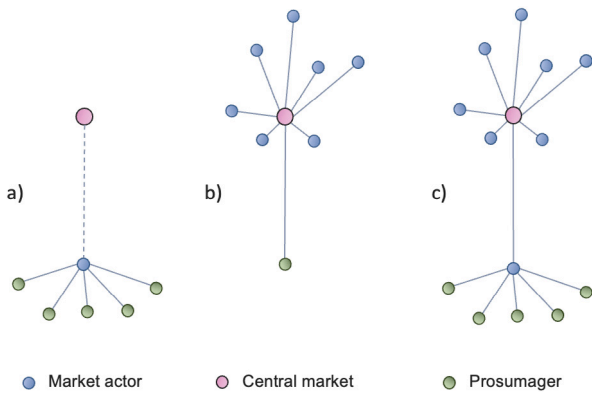 a)
b)
c)
Market actor
Central market
Prosumager